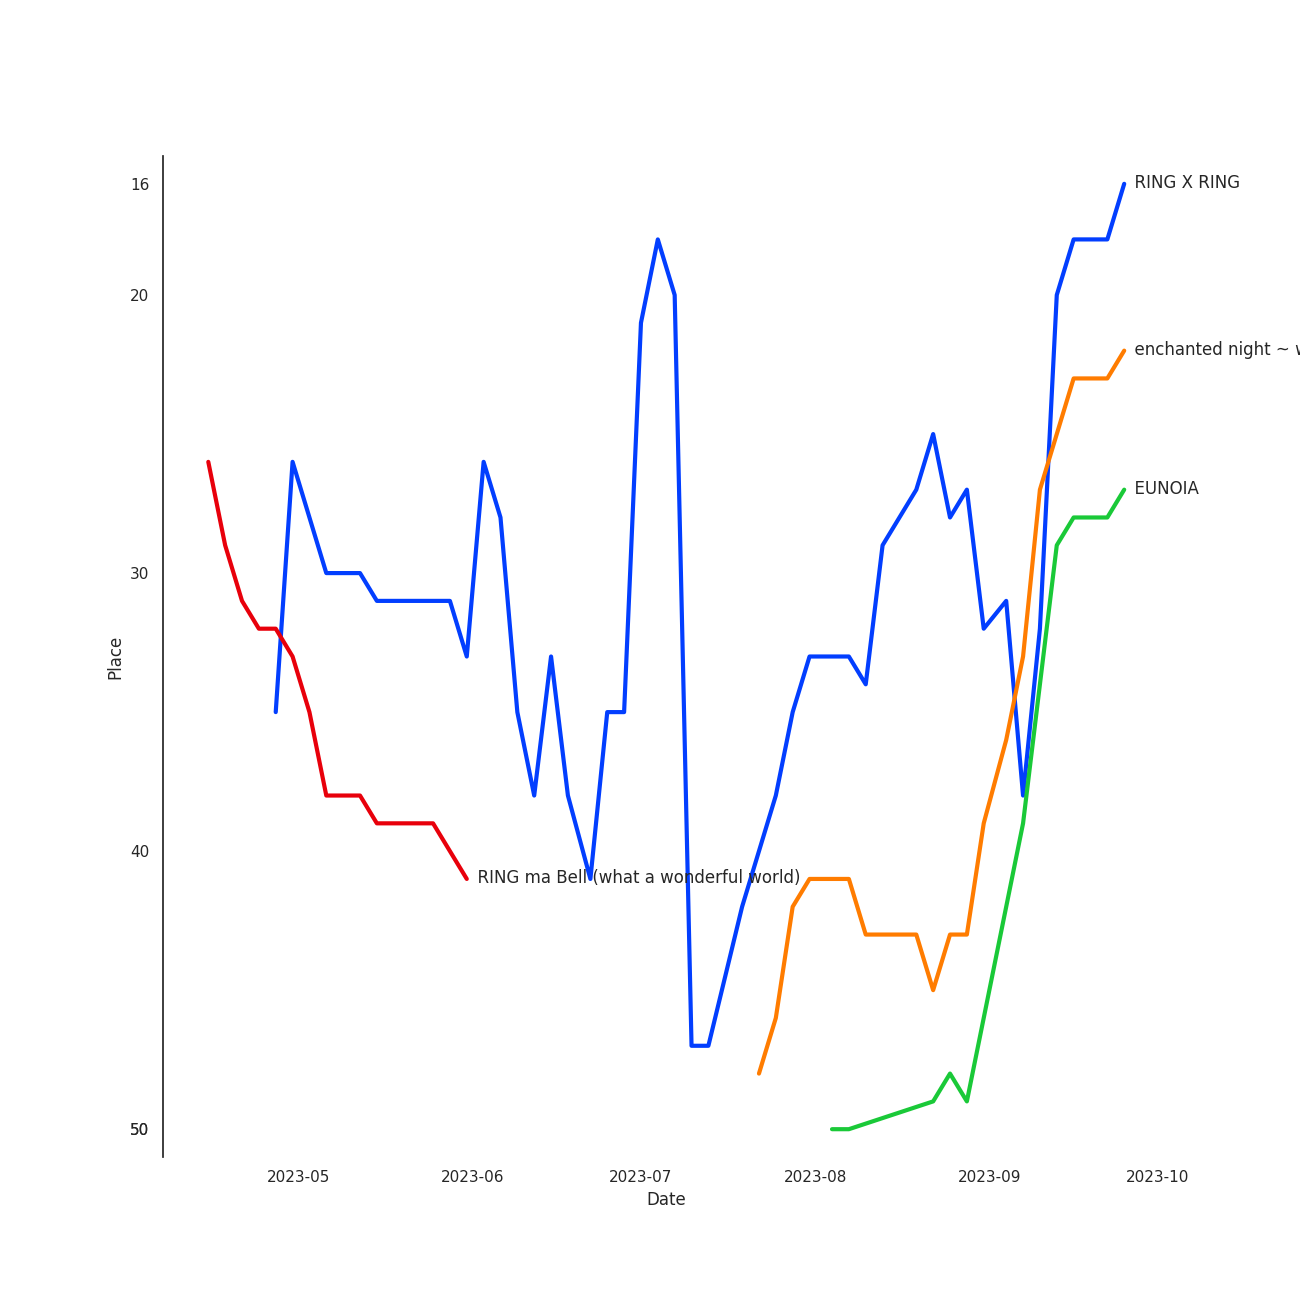 16
RING X RING
20
enchanted night ~
EUNOIA
30
Place
40
RING ma Bell (what a wonderful world)
50
2023-05 2023-06 2023-07 2023-08 2023-09 2023-10
Date